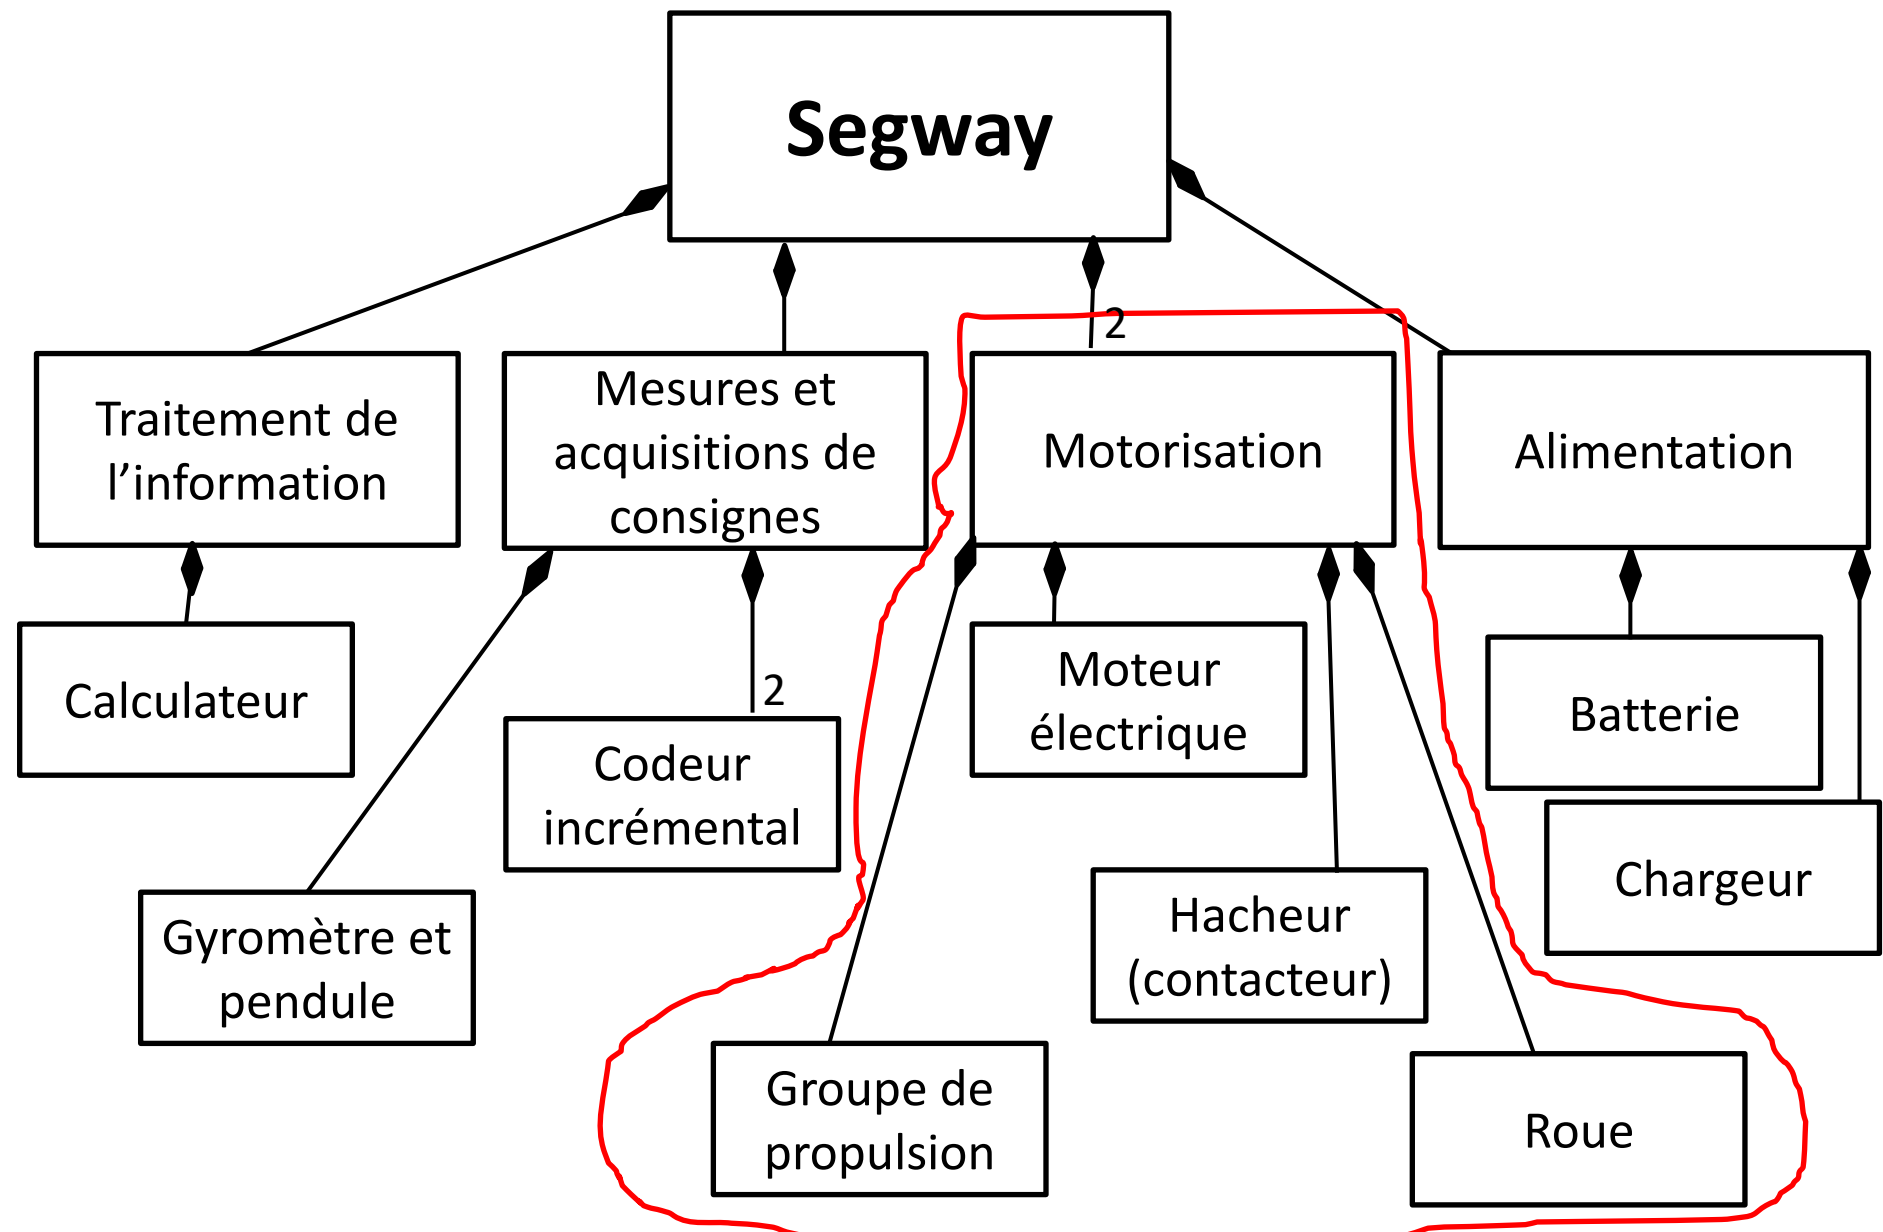 Segway
2
Traitement de
l’information
Mesures et
acquisitions de
consignes
Motorisation
Alimentation
Calculateur
2
Codeur
incrémental
Moteur
électrique
Batterie
Chargeur
Gyromètre et
pendule
Hacheur
(contacteur)
Groupe de
propulsion
Roue